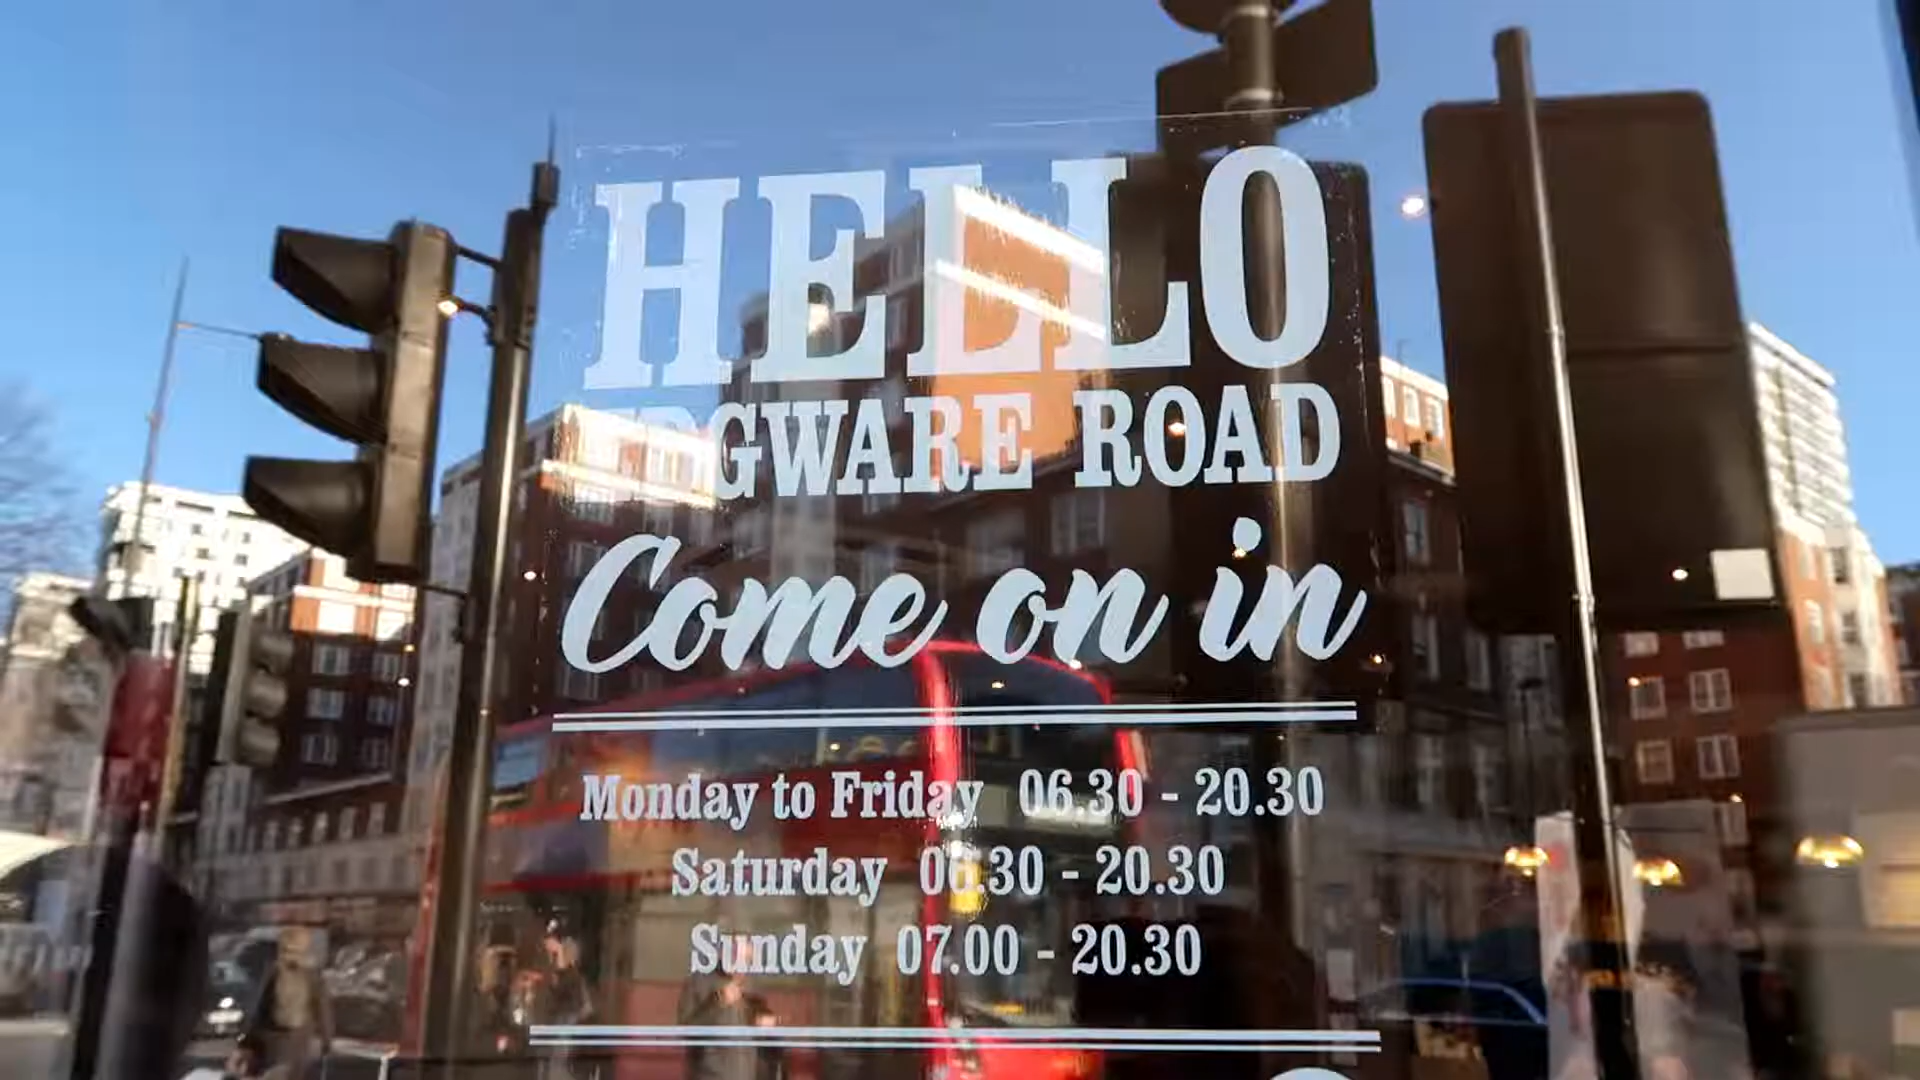 HELLO
EDGWARE ROAD
Come on in
Monday to Friday 06.30 - 20.30
Saturday 06.30 - 20.30
Sunday 07.00 - 20.30